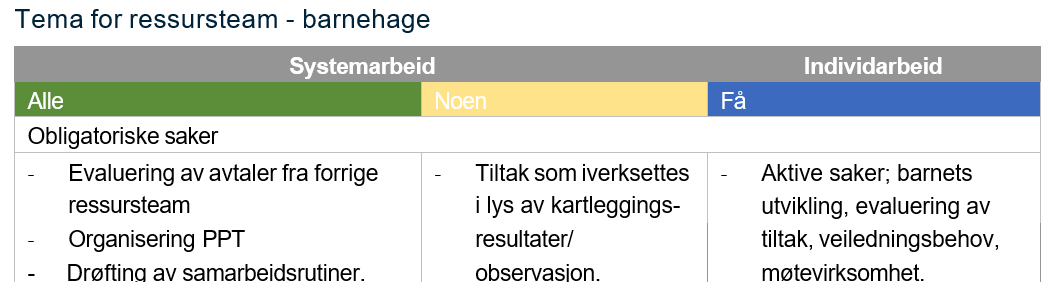 Tema for ressursteam - barnehage
Systemarbeid Individarbeid
Alle Noen Få
Obligatoriske saker
- Evaluering av avtaler fra forrige
ressursteam
- Organisering PPT
- Drøfting av samarbeidsrutiner.
- Tiltak som iverksettes
i lys av kartleggings-
resultater/
observasjon.
- Aktive saker; barnets
utvikling, evaluering av
tiltak, veiledningsbehov,
møtevirksomhet.